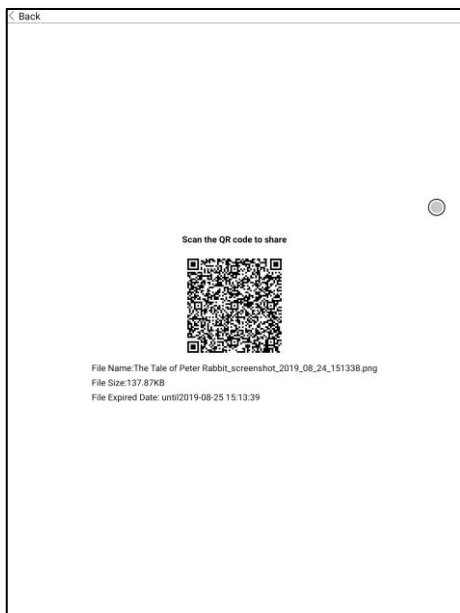 Back
Scan the QR code to share
File Name:The Tale of Peter Rabbit_screenshot_2019_08_24_151338.png
File Size:137.87KB
File Expired Date: until2019-08-25 15:13:39